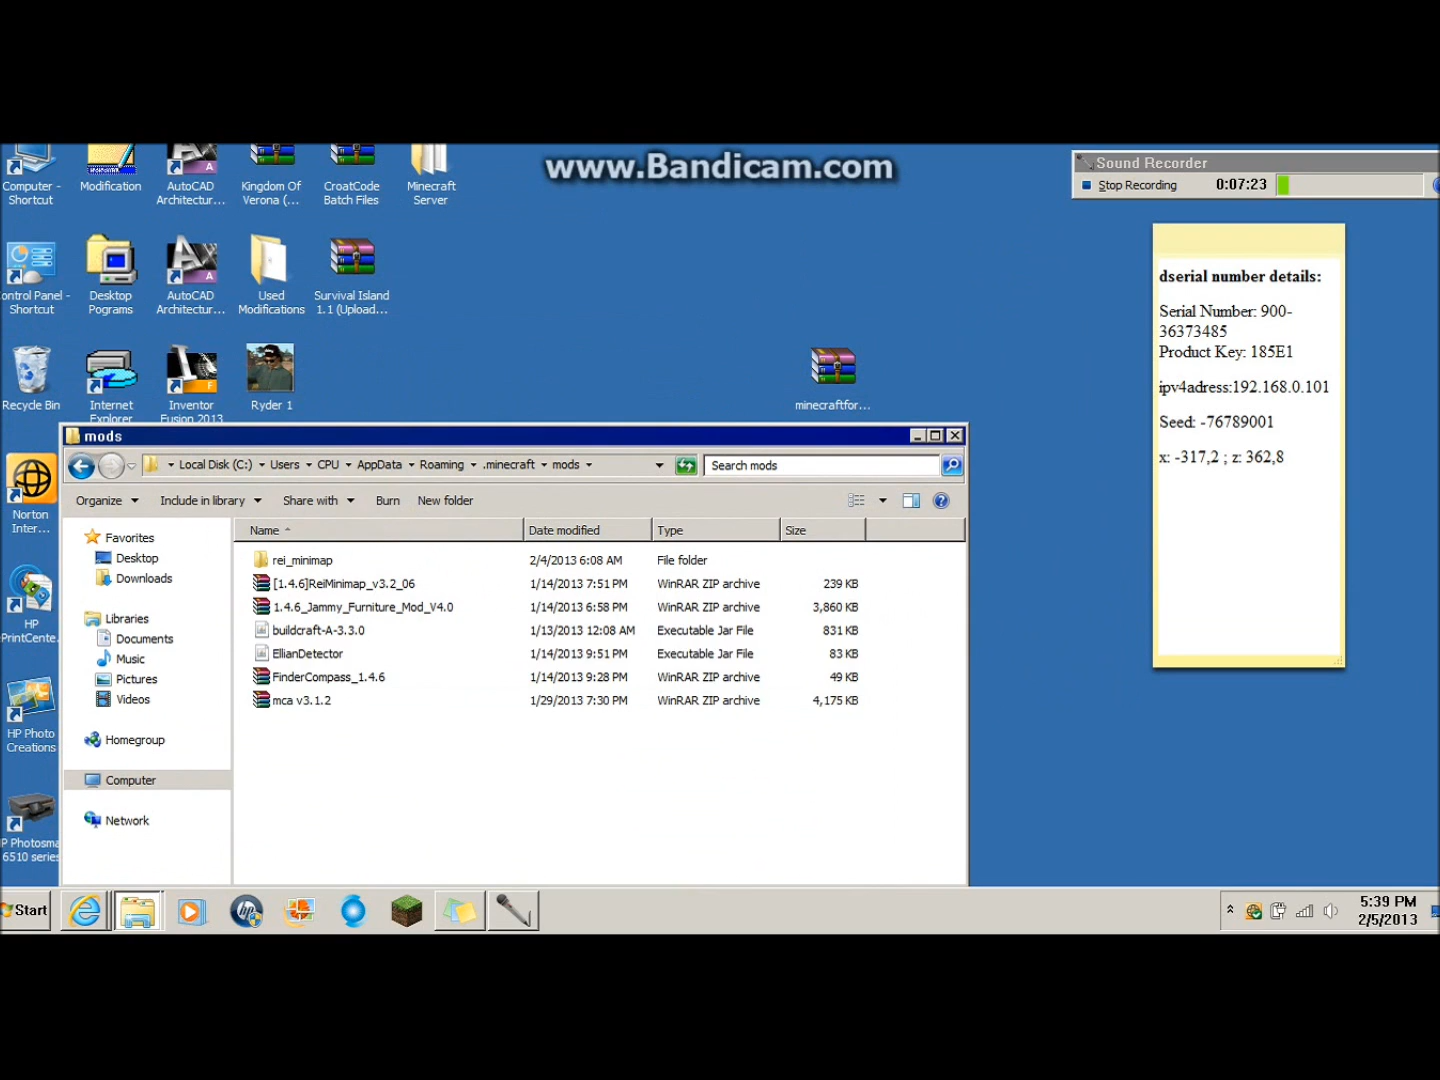 www.Bandicam.com
Sound Recorder
Stop Recording 0:07:23
Computer -
Shortcut
Modification
AutoCAD
Architectur...
Kingdom Of
Verona (...
CroatCode
Batch Files
Minecraft
Server
ontrol Panel -
Shortcut
Desktop
Pograms
AutoCAD
Architectur...
Used
Modifications
Survival Island
1.1 (Upload...
Recycle Bin
Internet
Explorer
Inventor
Fusion 2013
Ryder 1
minecraftfor...
Norton
Inter...
HP
PrintCente...
HP Photo
Creations
P Photosma
6510 series
dserial number details:
Serial Number: 900-
36373485
Product Key: 185E1
ipv4adress:192.168.0.101
Seed: -76789001
x: -317,2 ; z: 362,8
mods
Local Disk (C:) Users CPU AppData Roaming .minecraft mods
Search mods
Organize Include in library Share with Burn New folder
Favorites
Desktop
Downloads
Libraries
Documents
Music
Pictures
Videos
Homegroup
Computer
Network
Name Date modified Type Size
rei_minimap 2/4/2013 6:08 AM File folder
[1.4.6]ReiMinimap_v3.2_06 1/14/2013 7:51 PM WinRAR ZIP archive 239 KB
1.4.6_Jammy_Furniture_Mod_V4.0 1/14/2013 6:58 PM WinRAR ZIP archive 3,860 KB
buildcraft-A-3.3.0 1/13/2013 12:08 AM Executable Jar File 831 KB
EllianDetector 1/14/2013 9:51 PM Executable Jar File 83 KB
FinderCompass_1.4.6 1/14/2013 9:28 PM WinRAR ZIP archive 49 KB
mca v3.1.2 1/29/2013 7:30 PM WinRAR ZIP archive 4,175 KB
Start
5:39 PM
2/5/2013